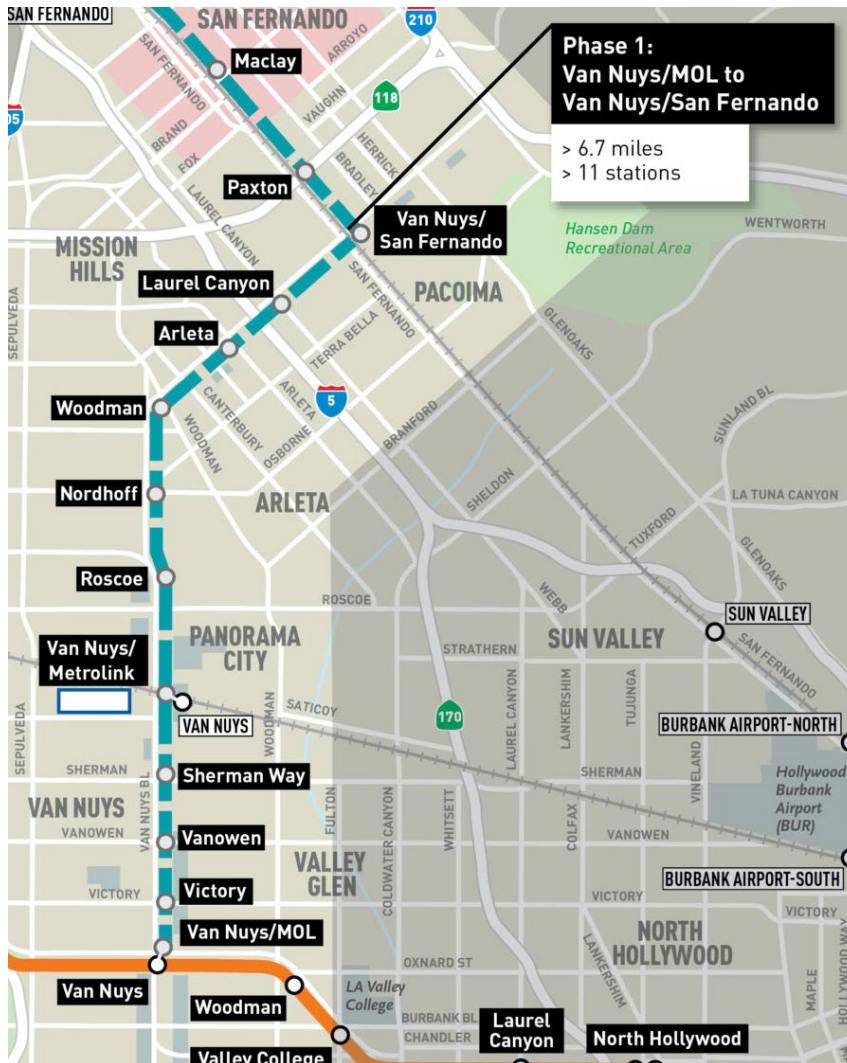 SAN FERNANDO
SAN FERNANDO
210
Maclay
ARROYO
SAN FERNANDO
VAUGHN
118
05
BRAND
FOX
HERRICK
BRADLEY
Phase 1:
Van Nuys/MOL to
Van Nuys/San Fernando
> 6.7 miles
> 11 stations
Paxton
LAUREL CANYON
Van Nuys/
San Fernando
Hansen Dam
Recreational Area
WENTWORTH
MISSION
HILLS
Laurel Canyon
SAN FERNANDO
PACOIMA
SEPULVEDA
Arleta
TERRA BELLA
GLENOAKS
Woodman
CANTERBURY
ARLETA
5
WOODMAN
OSBORNE
BRANFORD
SUNLAND BL
Nordhoff
ARLETA
SHELDON
LA TUNA CANYON
TUXFORD
GLENOAKS
Roscoe
ROSCOE
WEBB
SUN VALLEY
PANORAMA
CITY
STRATHERN
SUN VALLEY
SAN FERNANDO
Van Nuys/
Metrolink
SEPULVEDA
VAN NUYS
WOODMAN
SATICOY
170
LAUREL CANYON
LANKERSHIM
TUJUNGA
BURBANK AIRPORT-NORTH
SHERMAN
VAN NUYS BL
Sherman Way
SHERMAN
VINELAND
Hollywood
Burbank
Airport
(BUR)
VAN NUYS
VANOWEN
Vanowen
FULTON
COLDWATER CANYON
WHITSETT
COLFAX
VANOWEN
VALLEY
GLEN
BURBANK AIRPORT-SOUTH
VICTORY
Victory
VICTORY
VICTORY
Van Nuys/MOL
NORTH
HOLLYWOOD
OXNARD ST
LANKERSHIM
MAPLE
HOLLYWOOD WAY
Van Nuys
Woodman
LA Valley
College
BURBANK BL
CHANDLER
Laurel
Canyon
North Hollywood
Valley College